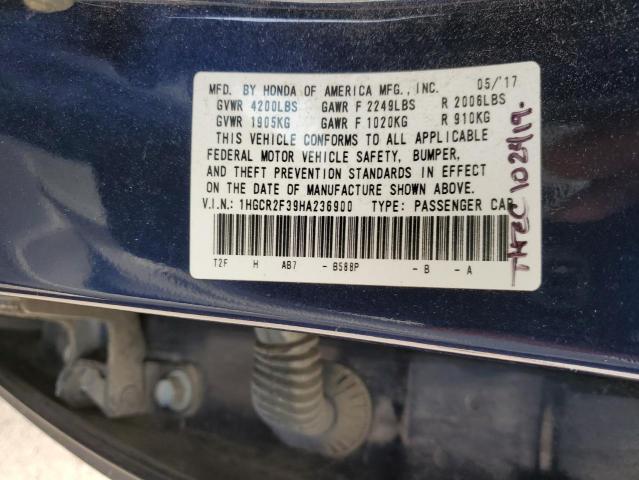 MFD. BY HONDA OF AMERICA MFG., INC. 05/'17
GVWR 4200LBS GAWR F 2249LBS R 2006LBS
GVWR 1905KG GAWR F 1020KG R 910KG
THIS VEHICLE CONFORMS TO ALL APPLICABLE
FEDERAL MOTOR VEHICLE SAFETY, BUMPER,
AND THEFT PREVENTION STANDARDS IN EFFECT
ON THE DATE OF MANUFACTURE SHOWN ABOVE.
V.I.N.: 1HGCR2F39HA236900 TYPE: PASSENGER CAR
T2F H AB7 - B588P - B - A